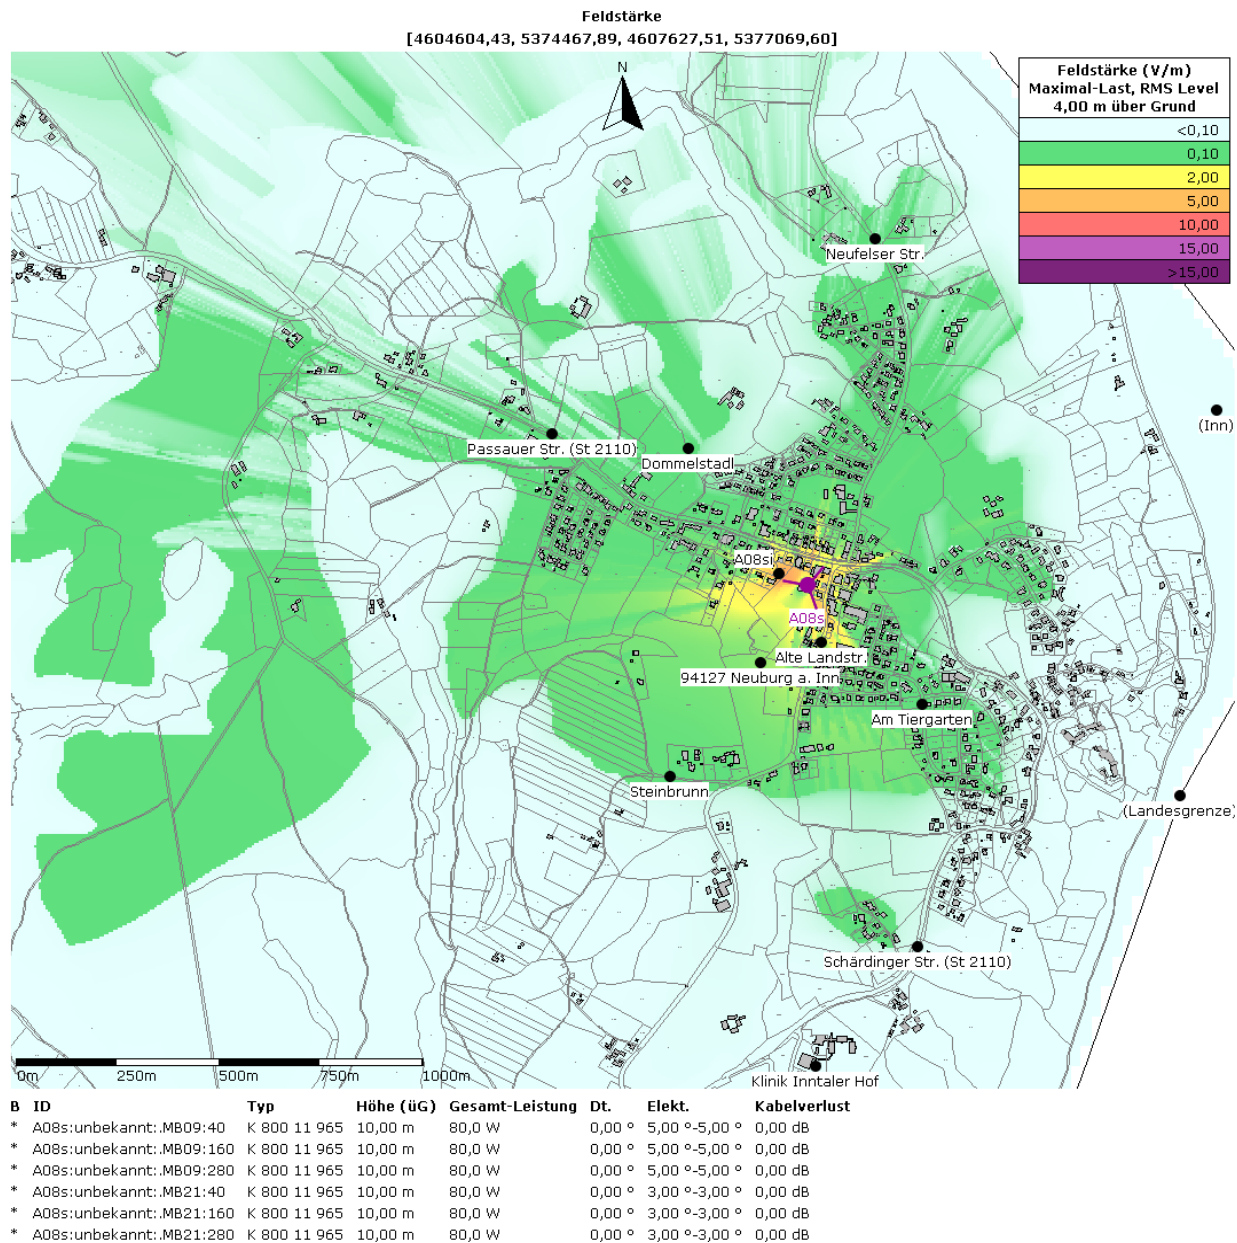 Feldstärke
[4604604,43, 5374467,89, 4607627,51, 5377069,60]
N
Feldstärke (V/m)
Maximal-Last, RMS Level
4,00 m über Grund
<0,10
0,10
2,00
5,00
10,00
15,00
>15,00
Neufelser Str.
(Inn)
Passauer Str. (St 2110)
Dommelstadl
A08si
A08s
Alte Landstr.
94127 Neuburg a. Inn
Am Tiergarten
Steinbrunn
(Landesgrenze)
Schärdinger Str. (St 2110)
Klinik Inntaler Hof
0m 250m 500m 750m 1000m
B ID Typ Höhe (üG) Gesamt-Leistung Dt. Elekt. Kabelverlust
* A08s:unbekannt:.MB09:40 K 800 11 965 10,00 m 80,0 W 0,00 ° 5,00 °-5,00 ° 0,00 dB
* A08s:unbekannt:.MB09:160 K 800 11 965 10,00 m 80,0 W 0,00 ° 5,00 °-5,00 ° 0,00 dB
* A08s:unbekannt:.MB09:280 K 800 11 965 10,00 m 80,0 W 0,00 ° 5,00 °-5,00 ° 0,00 dB
* A08s:unbekannt:.MB21:40 K 800 11 965 10,00 m 80,0 W 0,00 ° 3,00 °-3,00 ° 0,00 dB
* A08s:unbekannt:.MB21:160 K 800 11 965 10,00 m 80,0 W 0,00 ° 3,00 °-3,00 ° 0,00 dB
* A08s:unbekannt:.MB21:280 K 800 11 965 10,00 m 80,0 W 0,00 ° 3,00 °-3,00 ° 0,00 dB